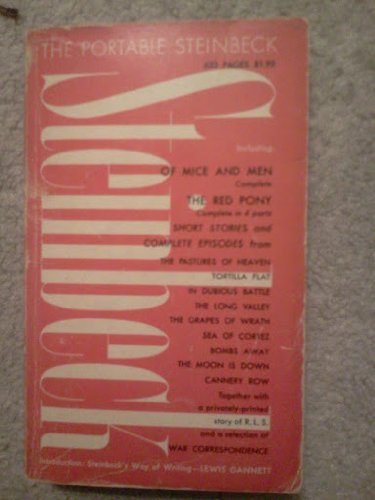 THE PORTABLE STEINBECK
Steinbeck
including:
OF MICE AND MEN
Complete
THE RED PONY
Complete in 4 parts
SHORT STORIES and
COMPLETE EPISODES from
THE PASTURES OF HEAVEN
TORTILLA FLAT
IN DUBIOUS BATTLE
THE LONG VALLEY
THE GRAPES OF WRATH
SEA OF CORTEZ
BOMBS AWAY
THE MOON IS DOWN
CANNERY ROW
Together with
a privately-printed
story of R. L. S.
and a selection of
WAR CORRESPONDENCE
Introduction: Steinbeck's Way of Writing—LEWIS GANNETT